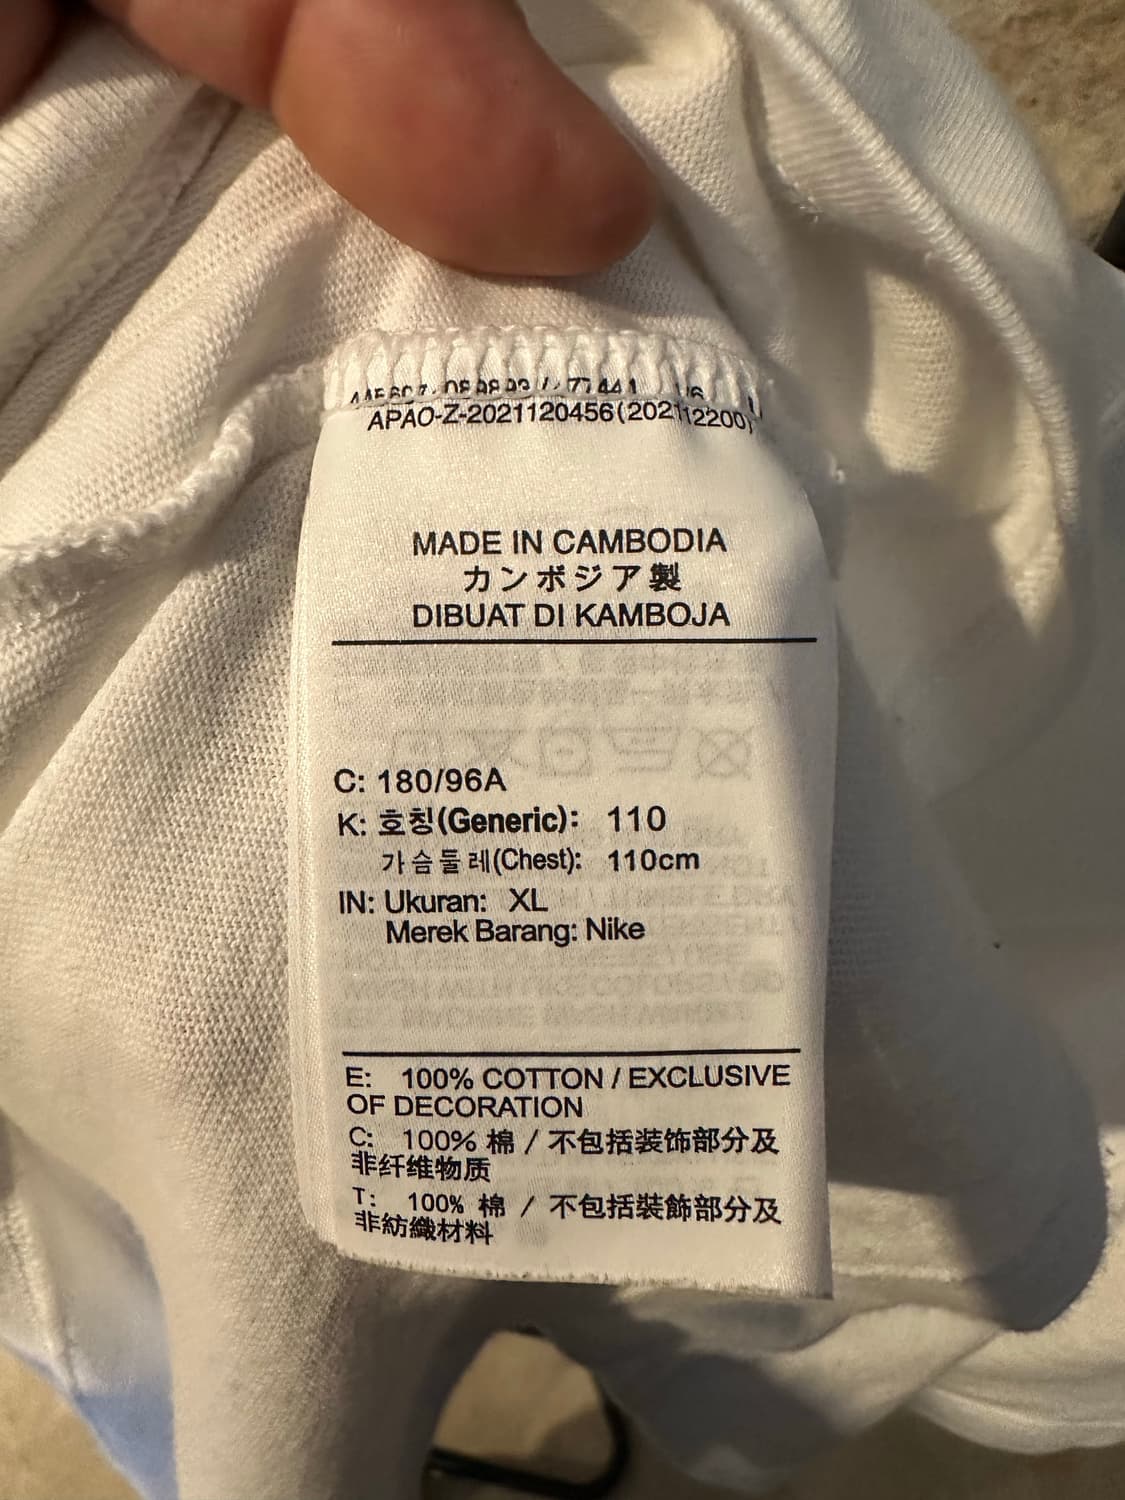 APAO-Z-2021120456(202112200)
MADE IN CAMBODIA
カンボジア製
DIBUAT DI KAMBOJA
C: 180/96A
K: 호칭(Generic): 110
가슴둘레(Chest): 110cm
IN: Ukuran: XL
Merek Barang: Nike
E: 100% COTTON / EXCLUSIVE
OF DECORATION
C: 100% 棉 / 不包括装饰部分及
非纤维物质
T: 100% 棉 / 不包括裝飾部分及
非紡織材料